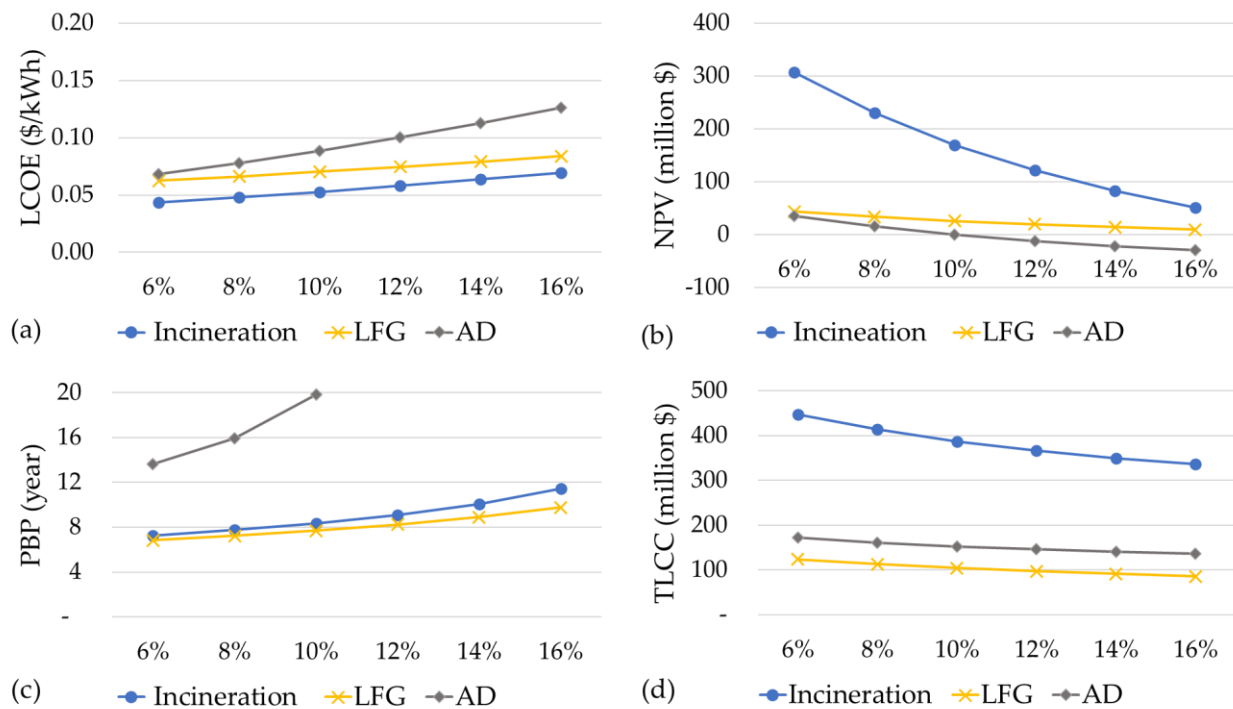 LCOE ($/kWh)
0.20
0.15
0.10
0.05
0.00
6% 8% 10% 12% 14% 16%
(a) Incineration LFG AD
NPV (million $)
400
300
200
100
0
-100
6% 8% 10% 12% 14% 16%
(b) Incineation LFG AD
PBP (year)
20
16
12
8
4
-
6% 8% 10% 12% 14% 16%
(c) Incineration LFG AD
TLCC (million $)
500
400
300
200
100
-
6% 8% 10% 12% 14% 16%
(d) Incineration LFG AD